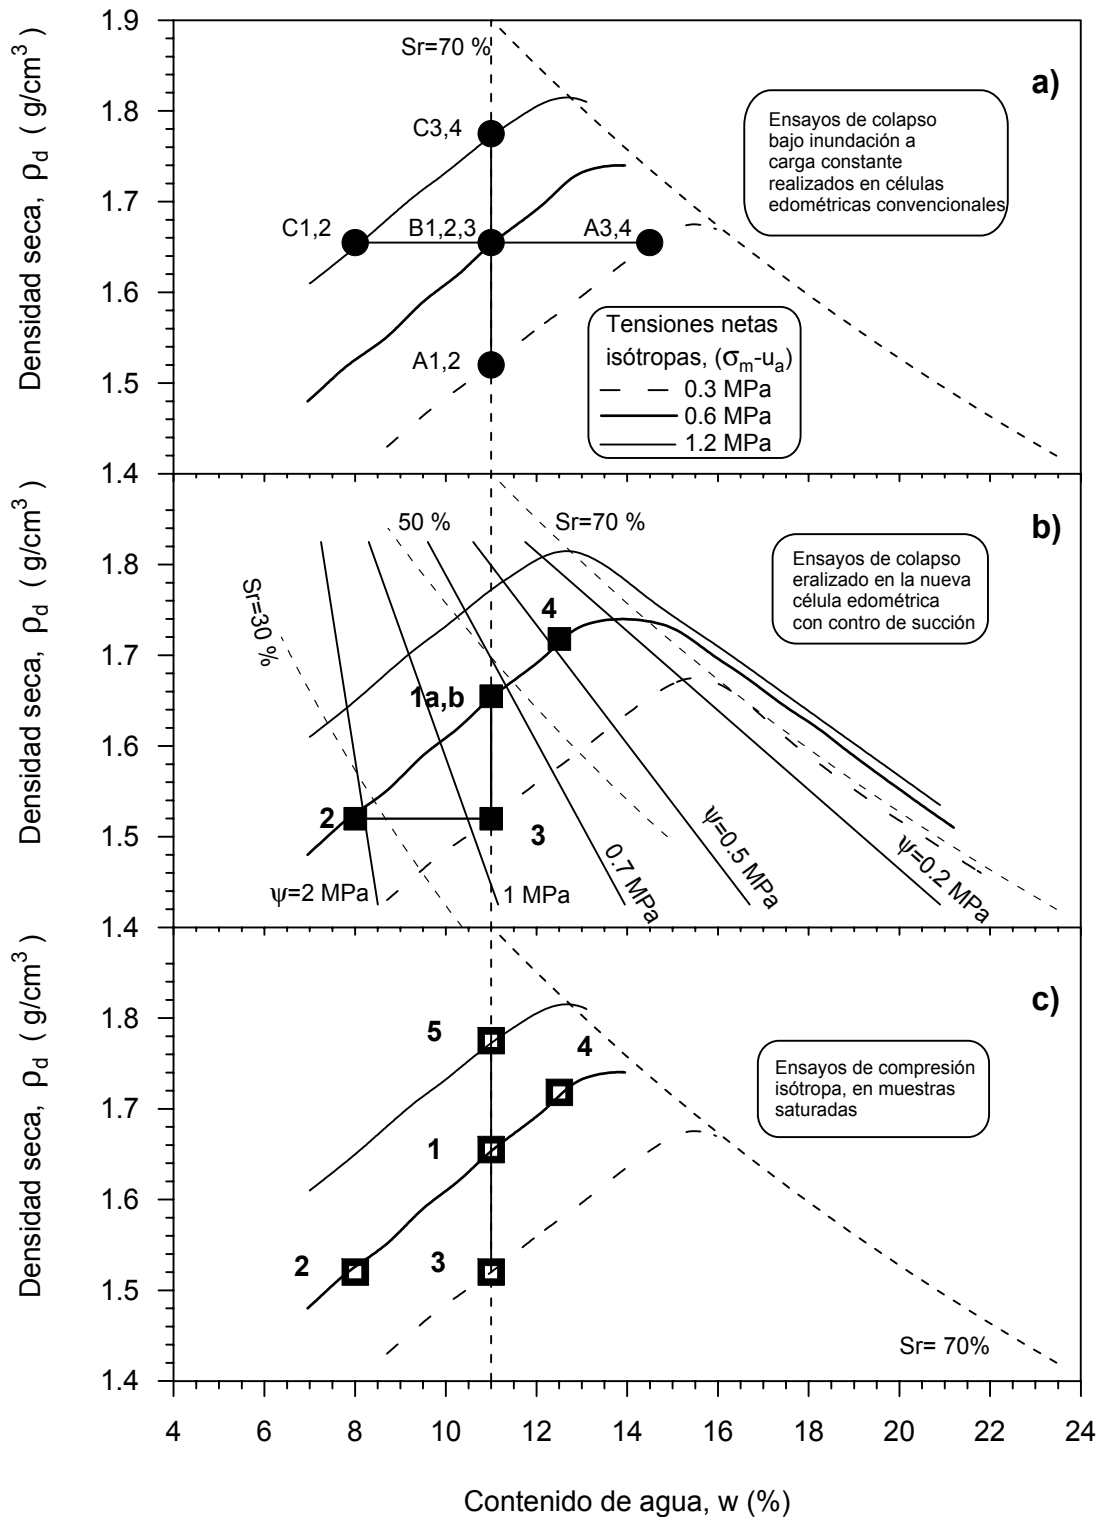 1.9
1.8
1.7
1.6
1.5
1.4
Densidad seca, ρd ( g/cm3 )
Sr=70 %
a)
C3,4
C1,2
B1,2,3
A3,4
A1,2
Ensayos de colapso
bajo inundación a
carga constante
realizados en células
edométricas convencionales
Tensiones netas
isótropas, (σm-ua)
0.3 MPa
0.6 MPa
1.2 MPa
1.8
1.7
1.6
1.5
1.4
Densidad seca, ρd ( g/cm3 )
50 %
Sr=70 %
b)
Sr=30 %
4
1a,b
2
3
Ensayos de colapso
eralizado en la nueva
célula edométrica
con contro de succión
ψ=2 MPa
1 MPa
0.7 MPa
ψ=0.5 MPa
ψ=0.2 MPa
1.8
1.7
1.6
1.5
1.4
Densidad seca, ρd ( g/cm3 )
c)
5
4
1
2
3
Ensayos de compresión
isótropa, en muestras
saturadas
Sr= 70%
4 6 8 10 12 14 16 18 20 22 24
Contenido de agua, w (%)